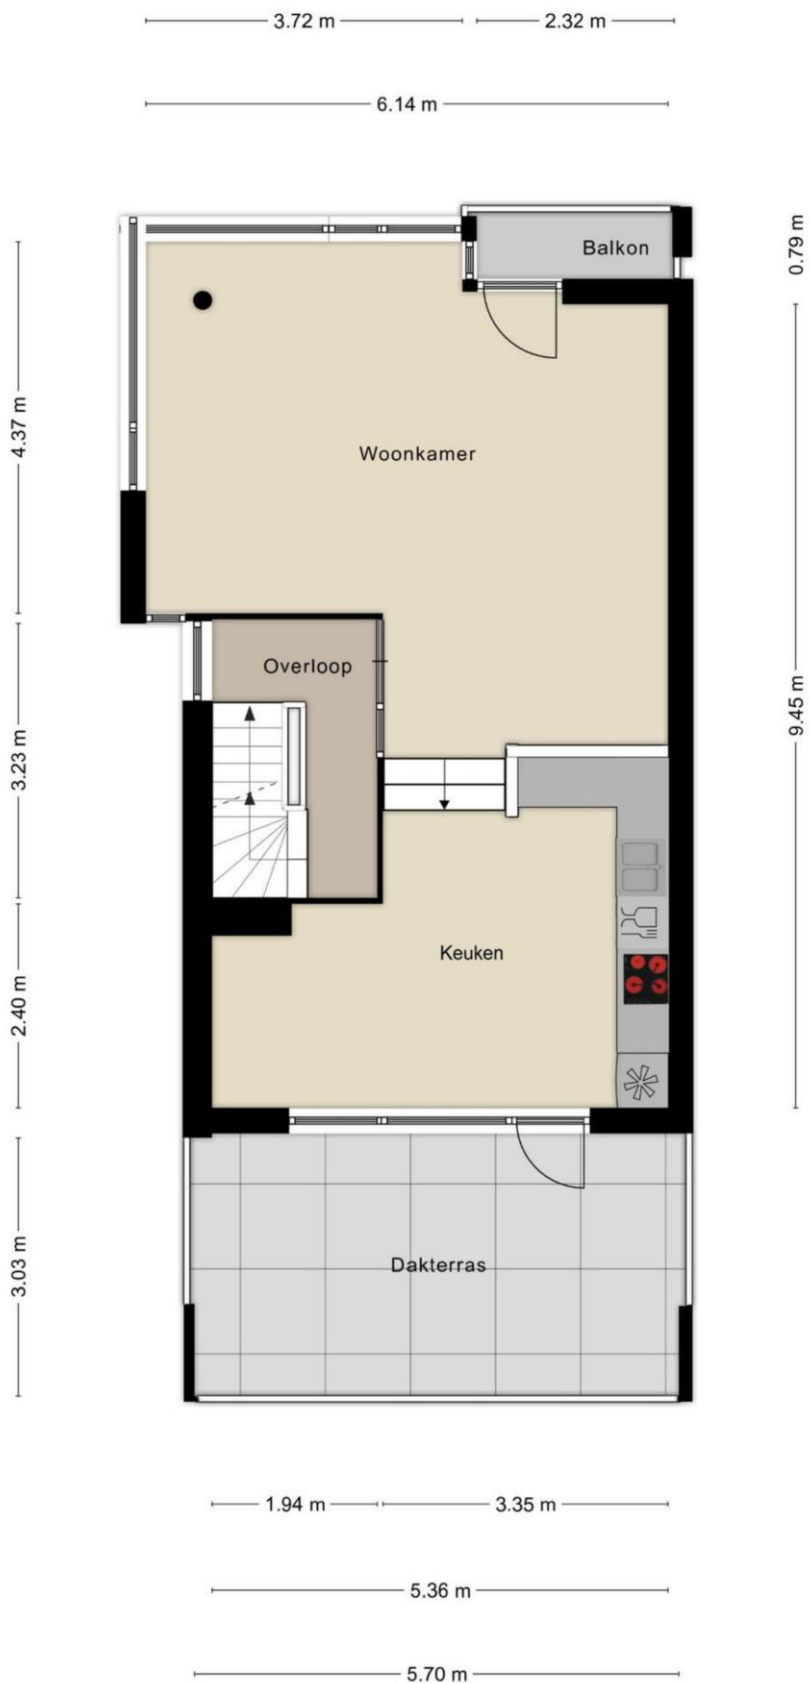 3.72 m
2.32 m
6.14 m
Balkon
0.79 m
4.37 m
Woonkamer
Overloop
3.23 m
9.45 m
Keuken
2.40 m
Dakterras
3.03 m
1.94 m
3.35 m
5.36 m
5.70 m